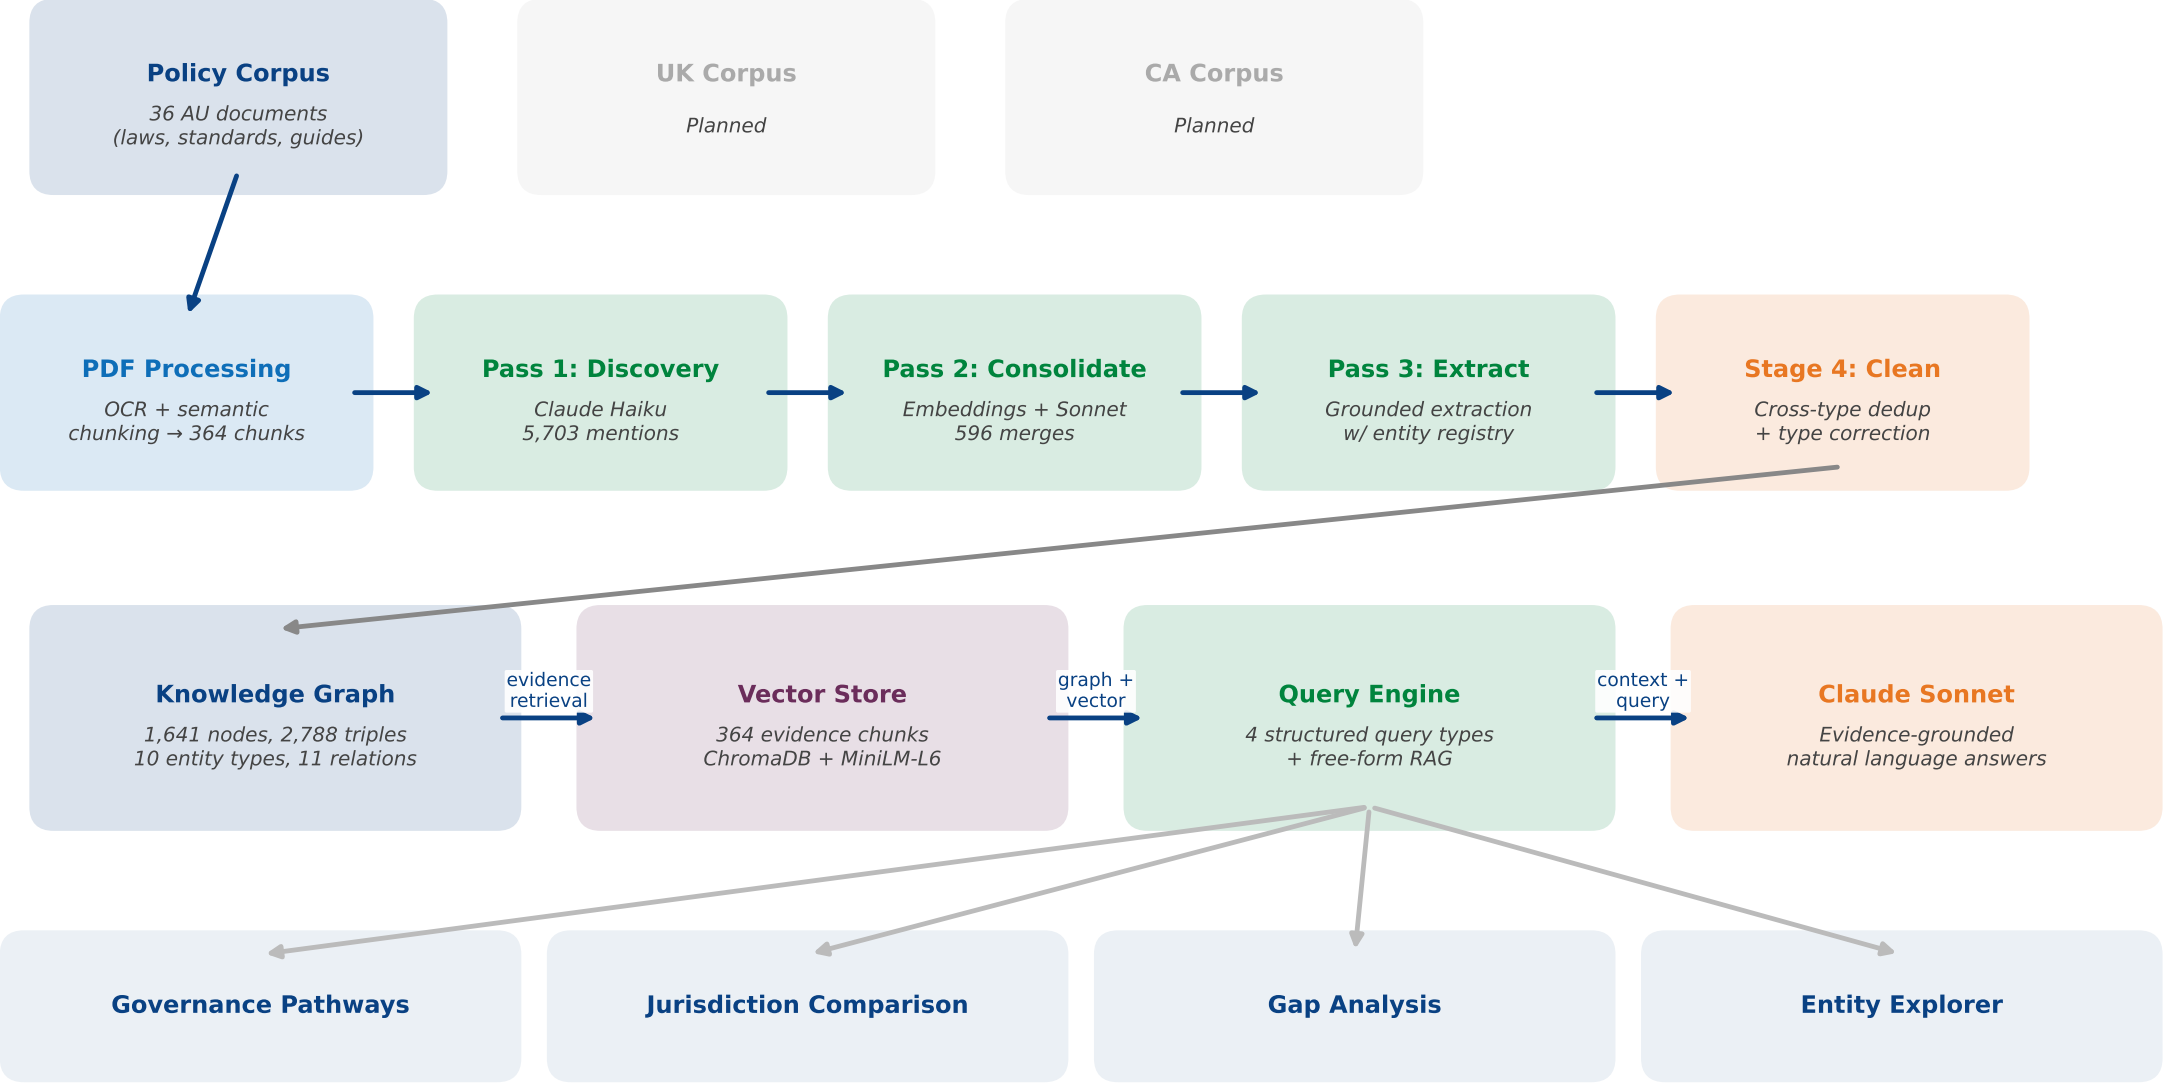 Policy Corpus
36 AU documents
(laws, standards, guides)
UK Corpus
Planned
CA Corpus
Planned
PDF Processing
OCR + semantic
chunking → 364 chunks
Pass 1: Discovery
Claude Haiku
5,703 mentions
Pass 2: Consolidate
Embeddings + Sonnet
596 merges
Pass 3: Extract
Grounded extraction
w/ entity registry
Stage 4: Clean
Cross-type dedup
+ type correction
Knowledge Graph
1,641 nodes, 2,788 triples
10 entity types, 11 relations
evidence
retrieval
Vector Store
364 evidence chunks
ChromaDB + MiniLM-L6
graph +
vector
Query Engine
4 structured query types
+ free-form RAG
context +
query
Claude Sonnet
Evidence-grounded
natural language answers
Governance Pathways
Jurisdiction Comparison
Gap Analysis
Entity Explorer